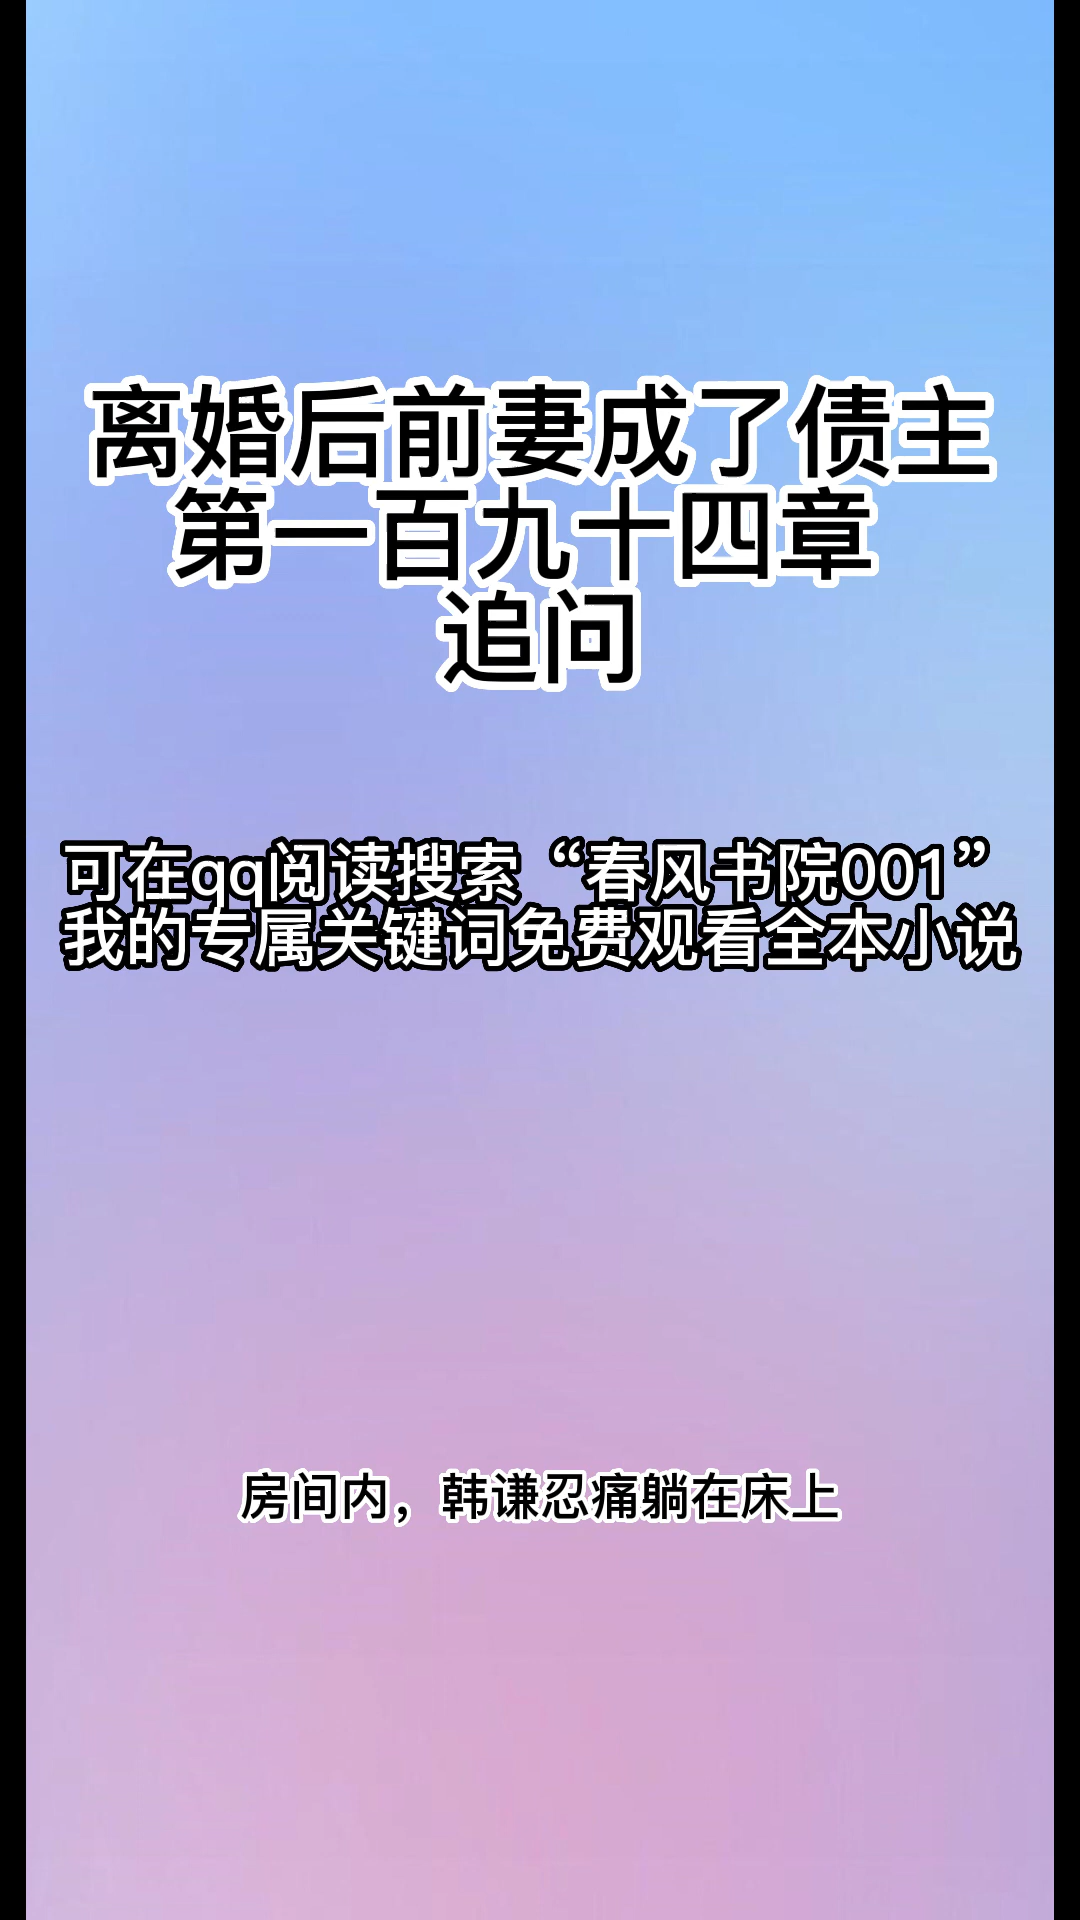 离婚后前妻成了债主
第一百九十四章
追问
可在qq阅读搜索“春风书院001”
我的专属关键词免费观看全本小说
房间内，韩谦忍痛躺在床上